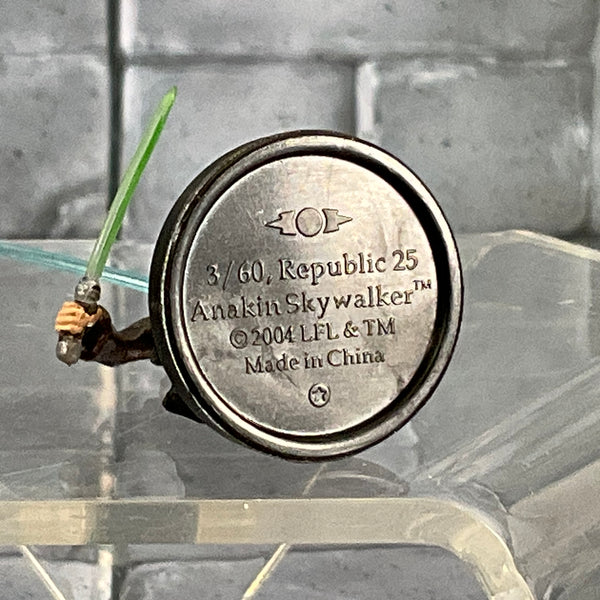 3/60, Republic 25
Anakin Skywalker™
©2004 LFL & TM
Made in China